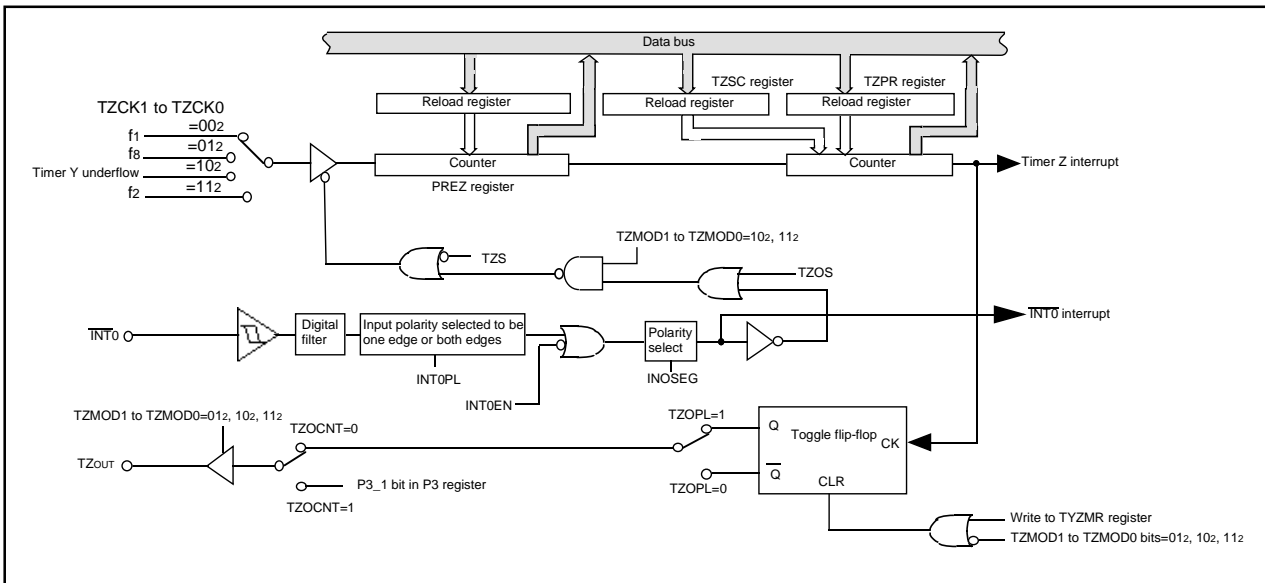 Data bus
TZSC register
TZPR register
Reload register
Reload register
Reload register
TZCK1 to TZCK0
f1
=002
f8
=012
Timer Y underflow
=102
f2
=112
Counter
PREZ register
Counter
Timer Z interrupt
TZMOD1 to TZMOD0=102, 112
TZS
TZOS
INT0
Digital
filter
Input polarity selected to be
one edge or both edges
Polarity
select
INT0 interrupt
INT0PL
INOSEG
INT0EN
TZMOD1 to TZMOD0=012, 102, 112
TZOCNT=0
TZOPL=1
Q
Toggle flip-flop
CK
TZOUT
Q
P3_1 bit in P3 register
TZOPL=0
CLR
TZOCNT=1
Write to TYZMR register
TZMOD1 to TZMOD0 bits=012, 102, 112